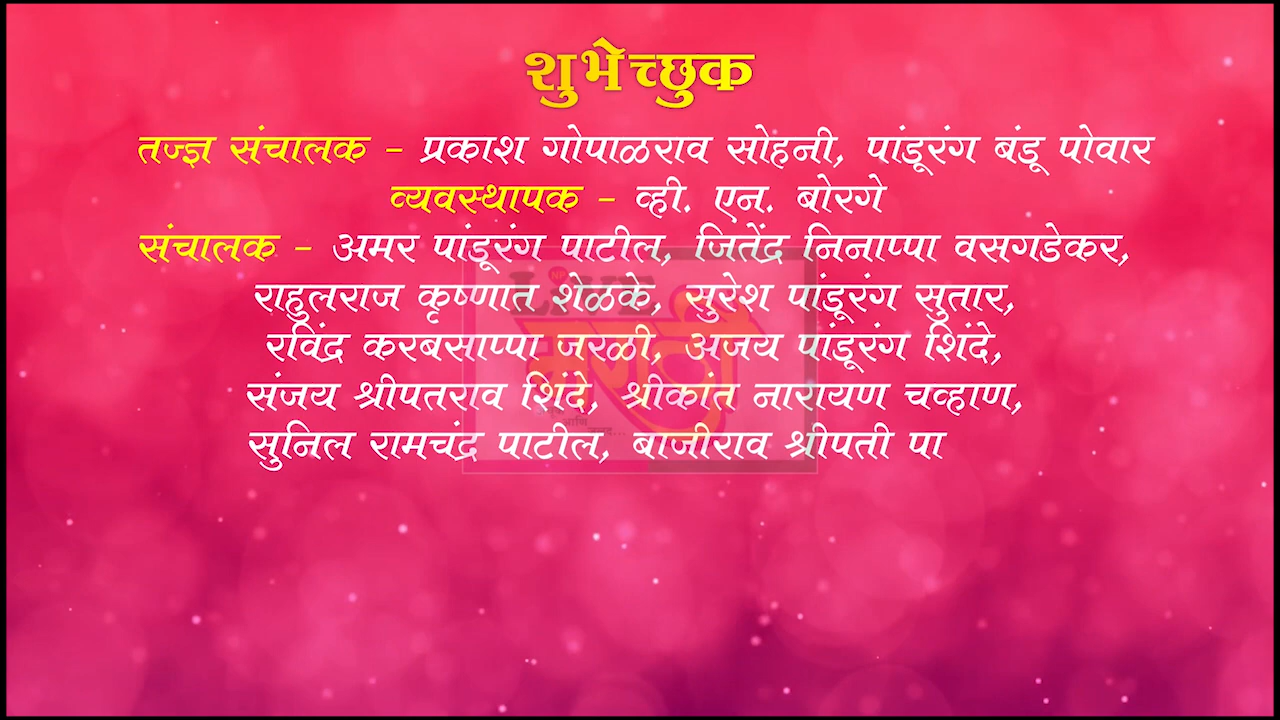 शुभेच्छुक
तज्ज्ञ संचालक - प्रकाश गोपाळराव सोहनी, पांडूरंग बंडू पोवार
व्यवस्थापक - व्ही. एन. बोरगे
संचालक - अमर पांडूरंग पाटील, जितेंद्र निनाप्पा वसगडेकर,
राहुलराज कृष्णात शेळके, सुरेश पांडूरंग सुतार,
रविंद्र करबसाप्पा जरळी, अजय पांडूरंग शिंदे,
संजय श्रीपतराव शिंदे, श्रीकांत नारायण चव्हाण,
सुनिल रामचंद्र पाटील, बाजीराव श्रीपती पा
LIVE